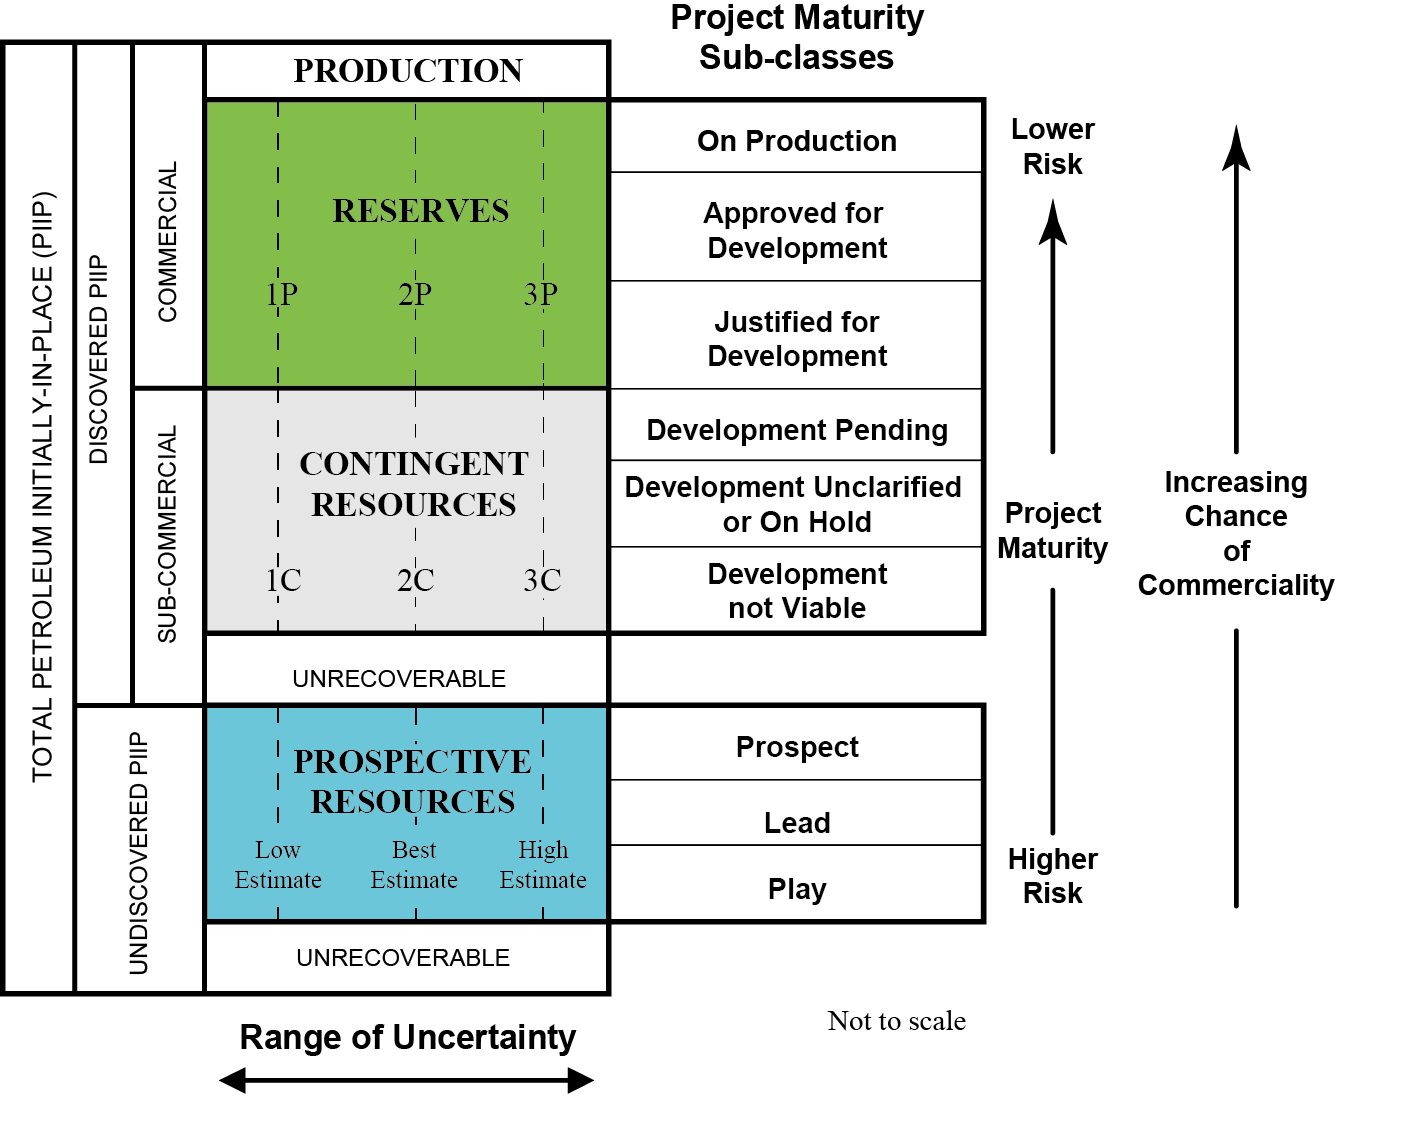 Project Maturity
Sub-classes
TOTAL PETROLEUM INITIALLY-IN-PLACE (PIIP)
DISCOVERED PIIP
COMMERCIAL
SUB-COMMERCIAL
UNDISCOVERED PIIP
PRODUCTION
RESERVES
1P 2P 3P
CONTINGENT
RESOURCES
1C 2C 3C
UNRECOVERABLE
PROSPECTIVE
RESOURCES
Low
Estimate
Best
Estimate
High
Estimate
UNRECOVERABLE
On Production
Approved for
Development
Justified for
Development
Development Pending
Development Unclarified
or On Hold
Development
not Viable
Prospect
Lead
Play
Lower
Risk
Project
Maturity
Higher
Risk
Increasing
Chance
of
Commerciality
Range of Uncertainty
Not to scale